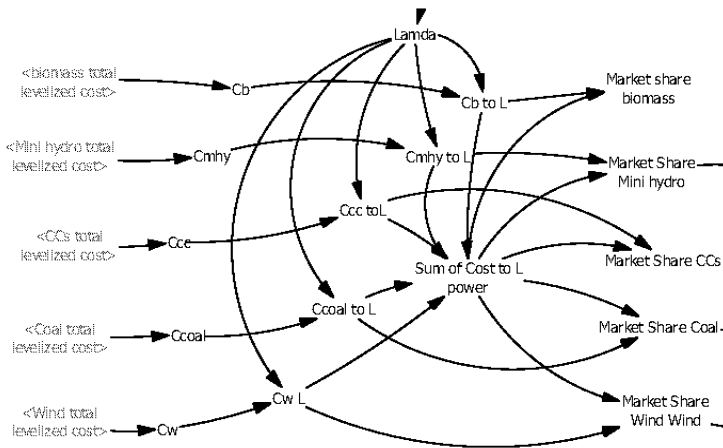 Lamda
<biomass total
levelized cost>
Cb
Cb to L
Market share
biomass
<Mini hydro total
levelized cost>
Cmhy
Cmhy to L
Market Share
Mini hydro
Ccc toL
<CCs total
levelized cost>
Ccc
Sum of Cost to L
power
Market Share CCs
Ccoal to L
<Coal total
levelized cost>
Ccoal
Market Share Coal
Cw L
<Wind total
levelized cost>
Cw
Market Share
Wind Wind